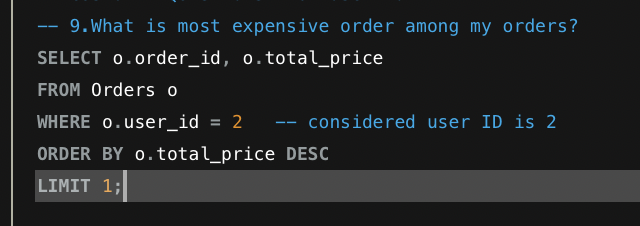 -- 9.What is most expensive order among my orders?
SELECT o.order_id, o.total_price
FROM Orders o
WHERE o.user_id = 2   -- considered user ID is 2
ORDER BY o.total_price DESC
LIMIT 1;